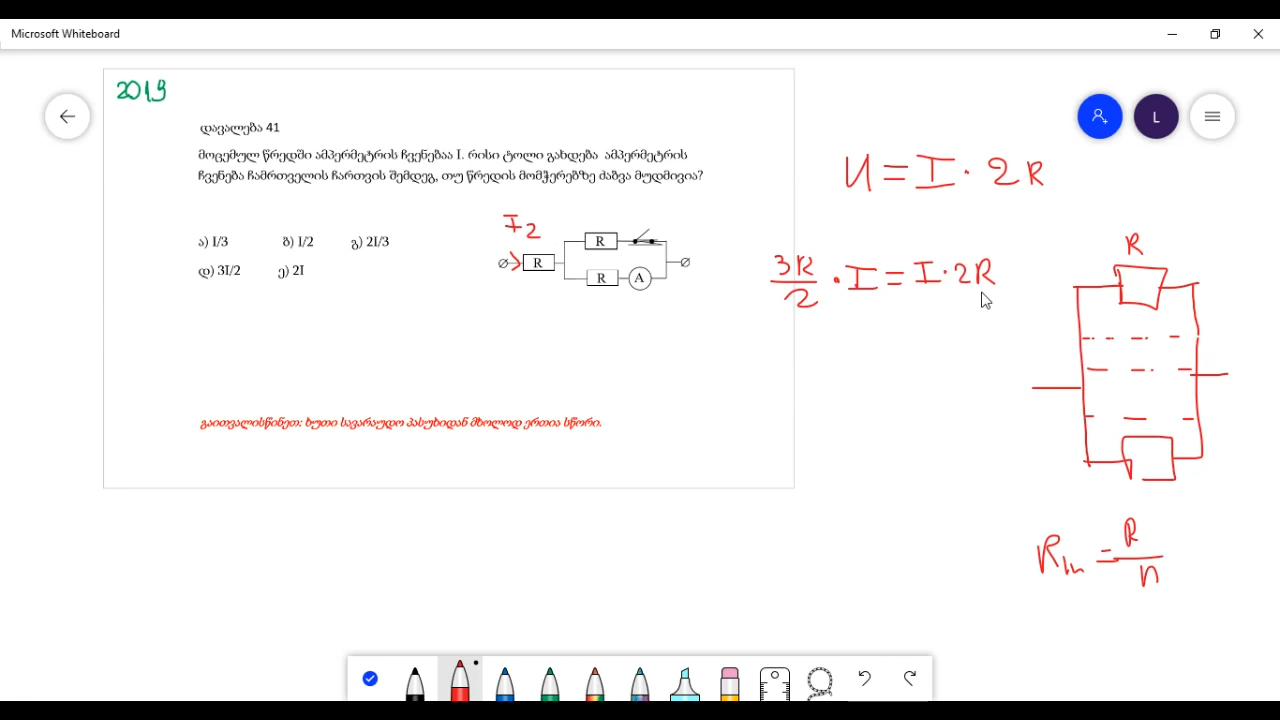 Microsoft Whiteboard
2019
L
დავალება 41
მოცემულ წრედში ამპერმეტრის ჩვენებაა I. რისი ტოლი გახდება ამპერმეტრის
ჩვენება ჩამრთველის ჩართვის შემდეგ, თუ წრედის მომჭერებზე ძაბვა მუდმივია?
ა) I/3 ბ) I/2 გ) 2I/3
დ) 3I/2 ე) 2I
I2
R
R
R A
გაითვალისწინეთ: ხუთი სავარაუდო პასუხიდან მხოლოდ ერთია სწორი.
U = I · 2R
3R/2 · I = I · 2R
R
R = R/n